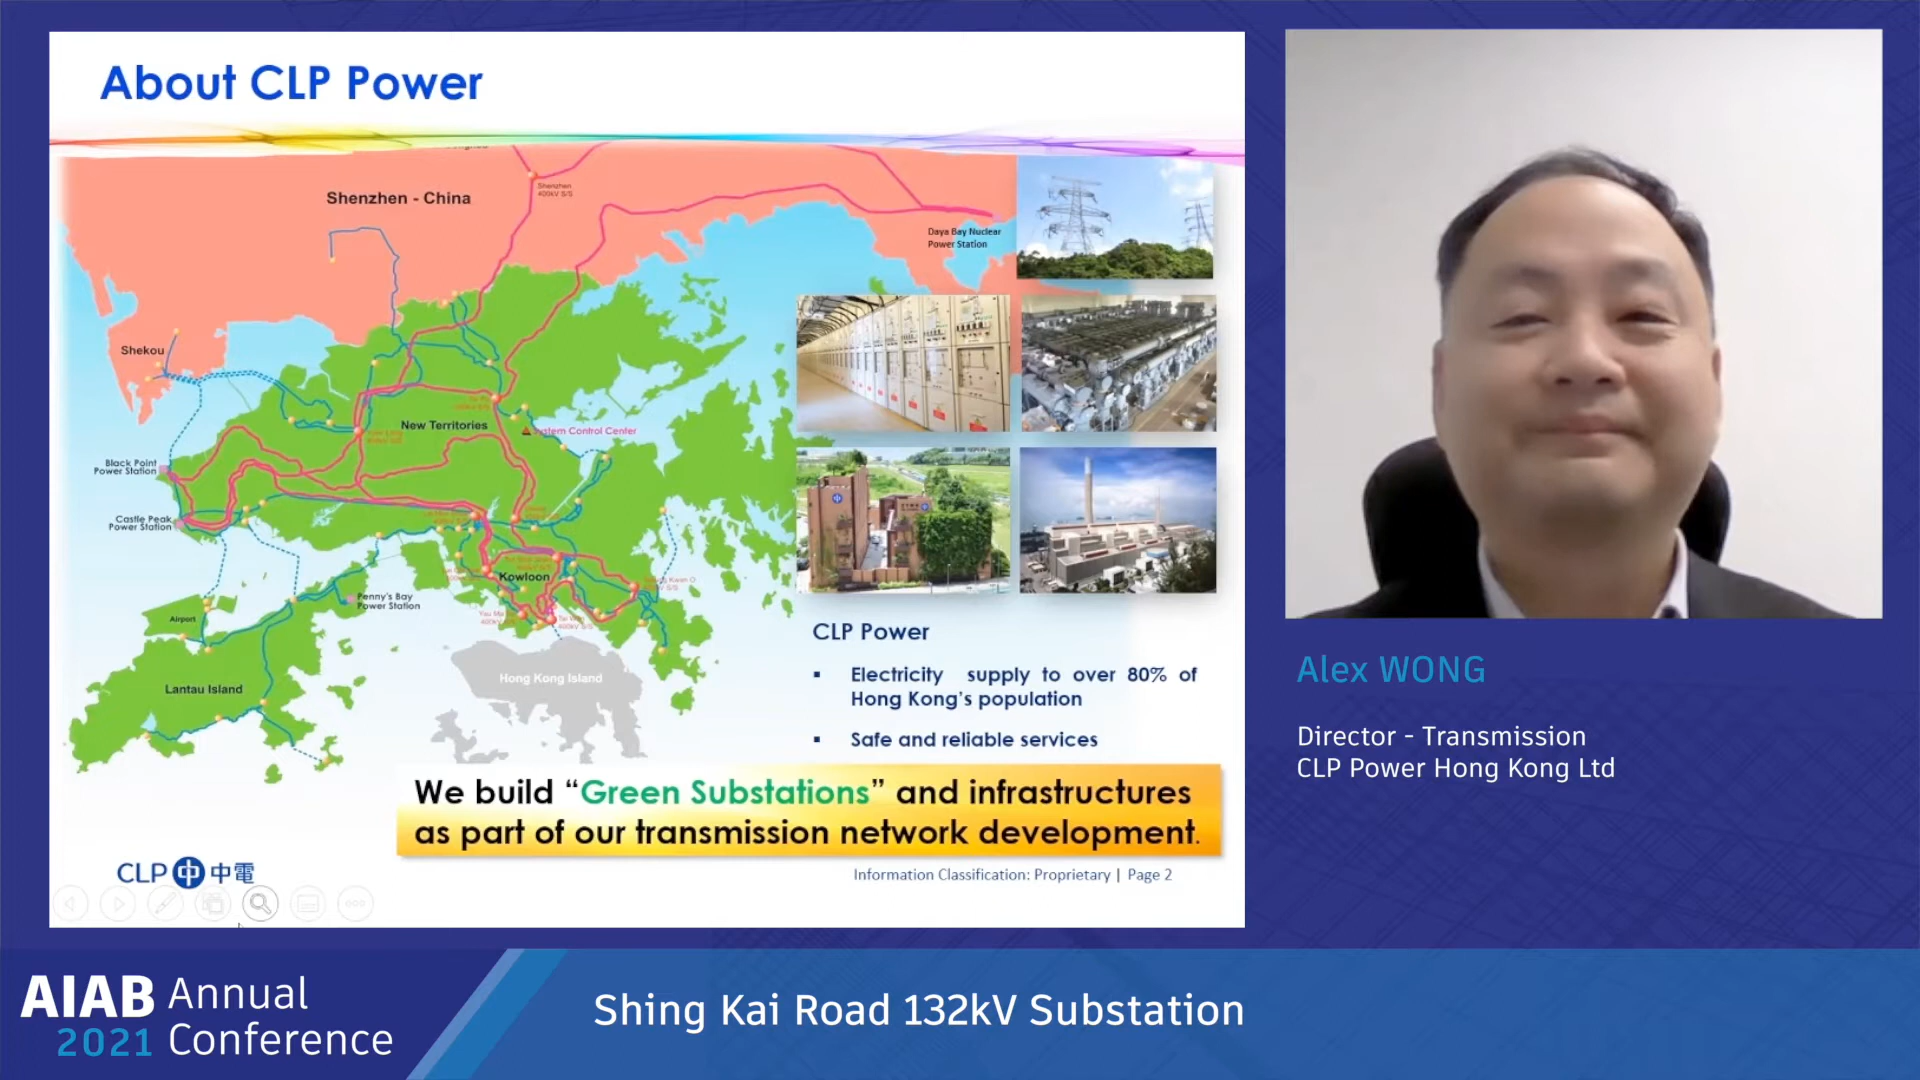 About CLP Power
Shenzhen
400kV S/S
Shenzhen - China
Daya Bay Nuclear
Power Station
Shekou
New Territories
System Control Center
Black Point
Power Station
Castle Peak
Power Station
Kowloon
Penny's Bay
Power Station
Airport
Lantau Island
Hong Kong Island
CLP Power
▪ Electricity supply to over 80% of
Hong Kong's population
▪ Safe and reliable services
We build “Green Substations” and infrastructures
as part of our transmission network development.
CLP 中電
Information Classification: Proprietary | Page 2
Alex WONG
Director - Transmission
CLP Power Hong Kong Ltd
AIAB Annual
2021 Conference
Shing Kai Road 132kV Substation